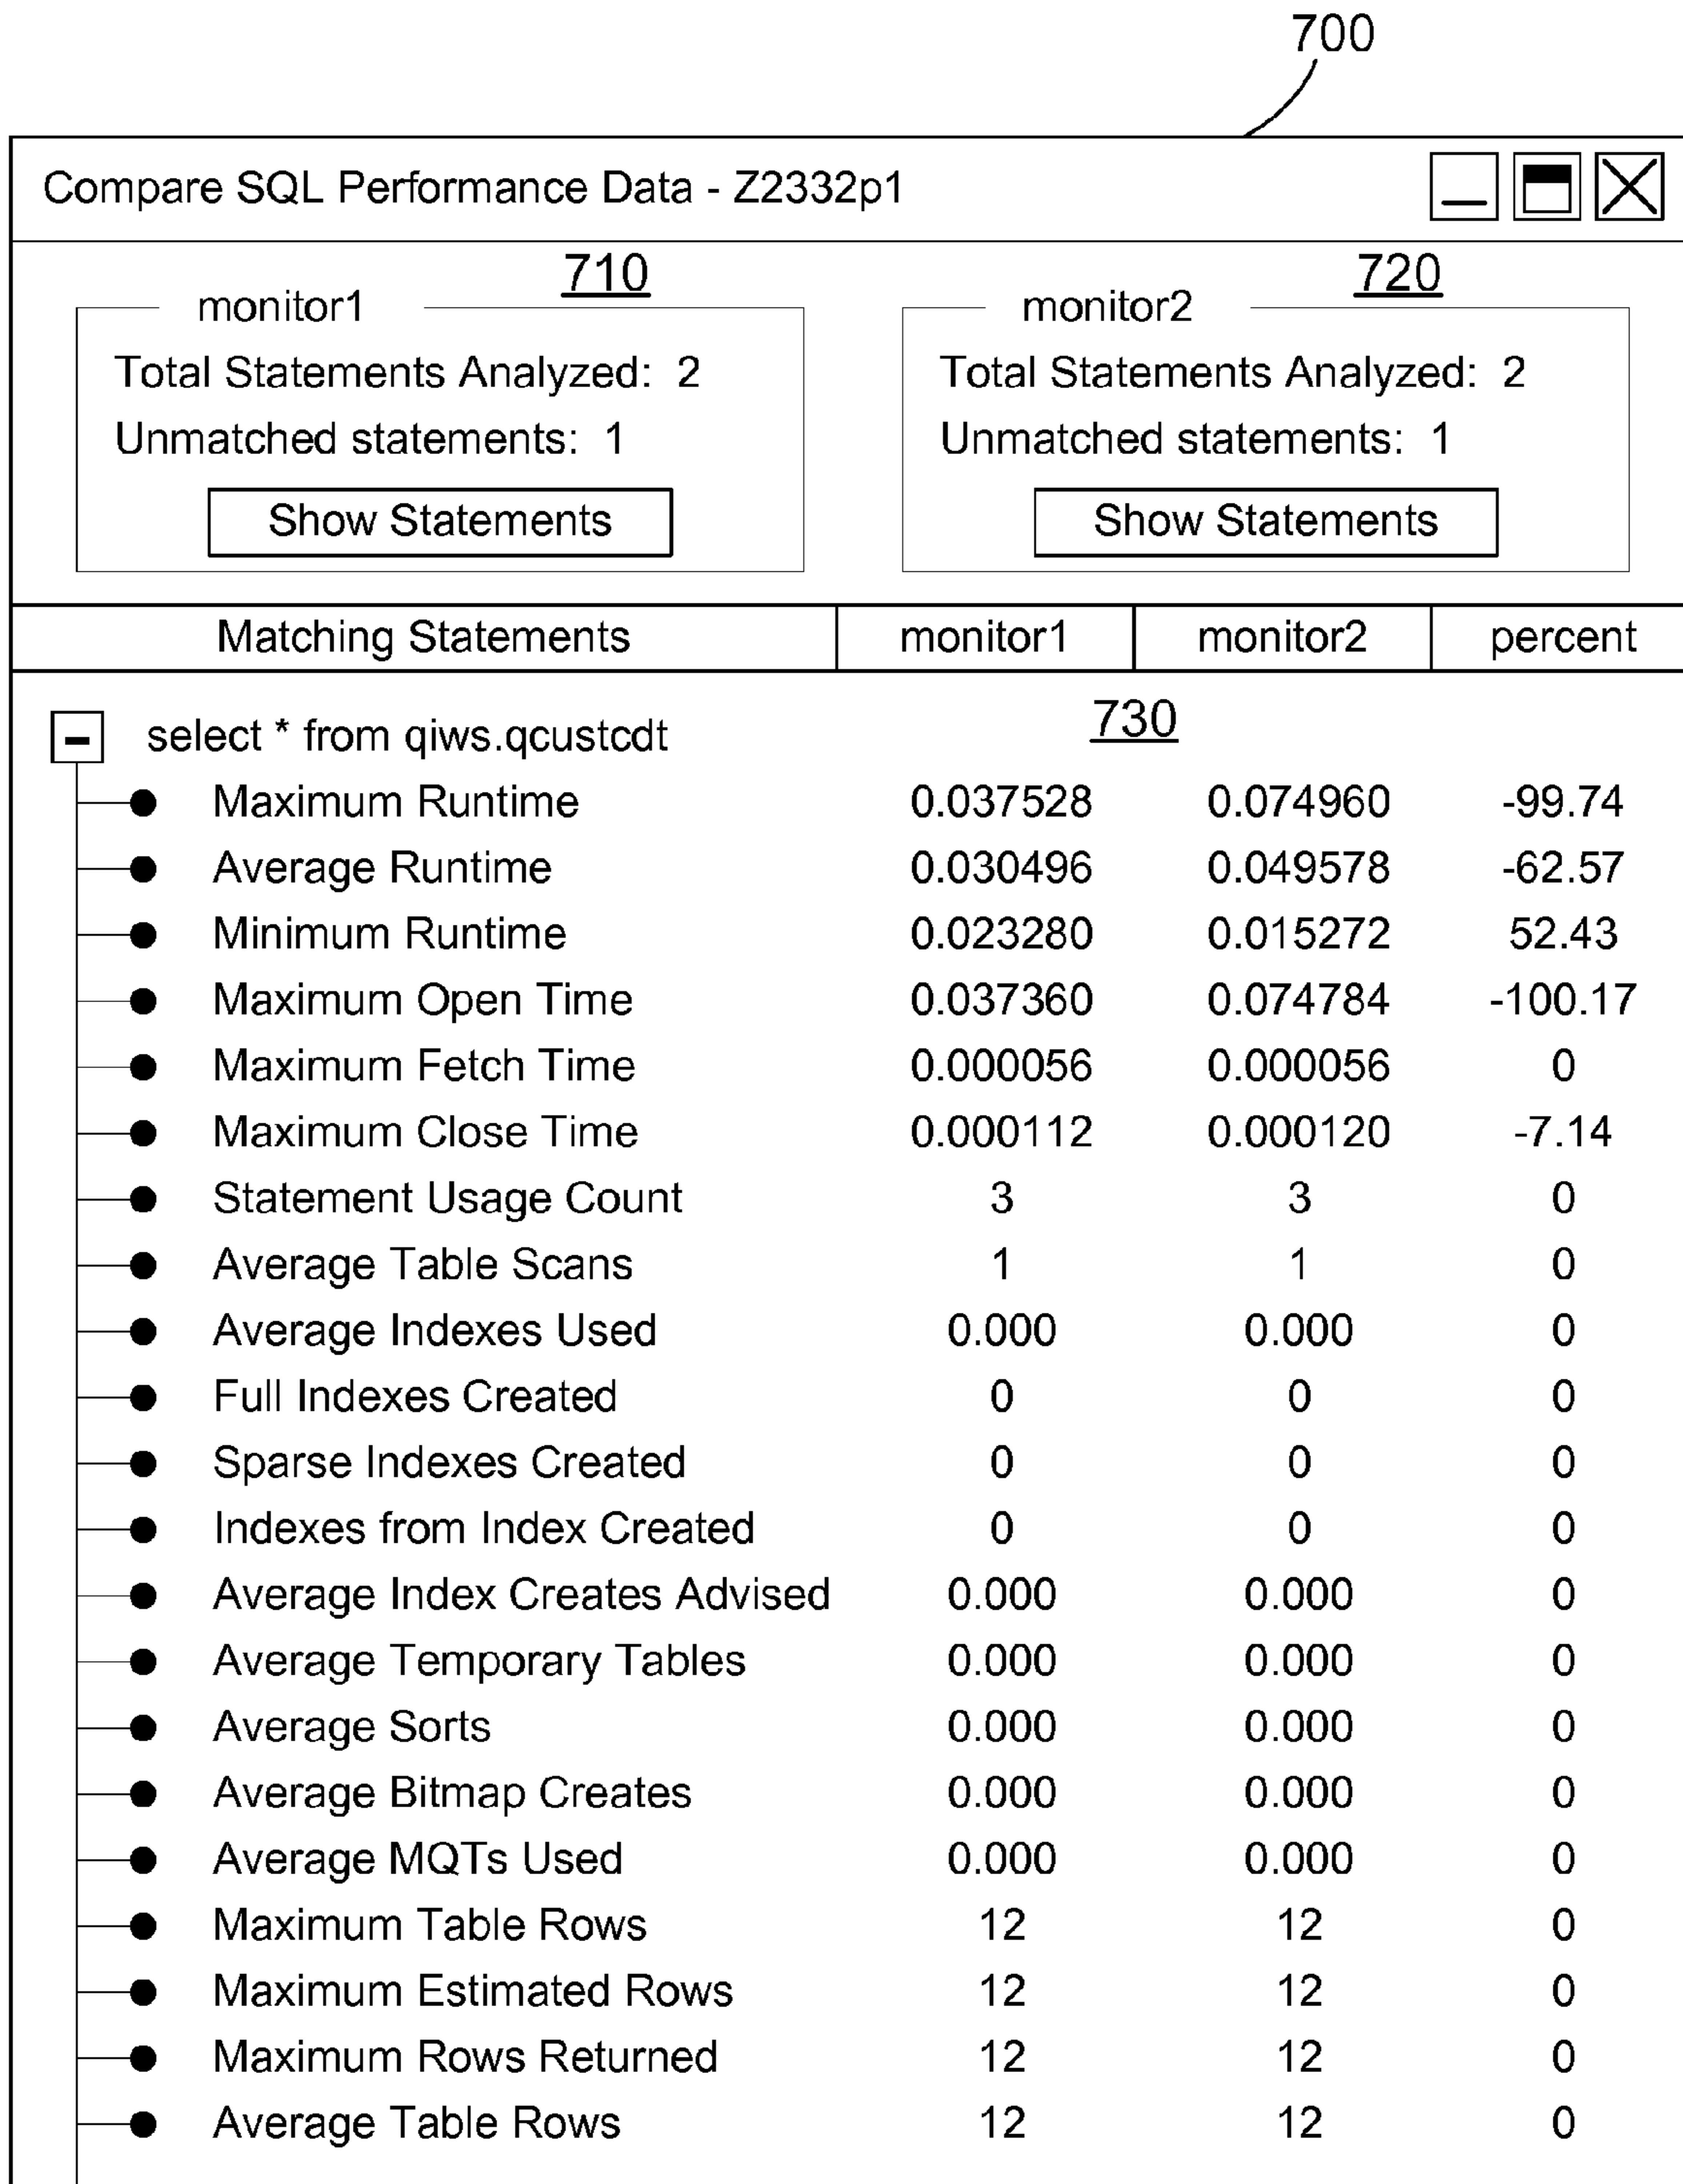 700
Compare SQL Performance Data - Z2332p1
710 720
monitor1 monitor2
Total Statements Analyzed: 2 Total Statements Analyzed: 2
Unmatched statements: 1 Unmatched statements: 1
Show Statements Show Statements
Matching Statements monitor1 monitor2 percent
730
select * from qiws.qcustcdt
Maximum Runtime 0.037528 0.074960 -99.74
Average Runtime 0.030496 0.049578 -62.57
Minimum Runtime 0.023280 0.015272 52.43
Maximum Open Time 0.037360 0.074784 -100.17
Maximum Fetch Time 0.000056 0.000056 0
Maximum Close Time 0.000112 0.000120 -7.14
Statement Usage Count 3 3 0
Average Table Scans 1 1 0
Average Indexes Used 0.000 0.000 0
Full Indexes Created 0 0 0
Sparse Indexes Created 0 0 0
Indexes from Index Created 0 0 0
Average Index Creates Advised 0.000 0.000 0
Average Temporary Tables 0.000 0.000 0
Average Sorts 0.000 0.000 0
Average Bitmap Creates 0.000 0.000 0
Average MQTs Used 0.000 0.000 0
Maximum Table Rows 12 12 0
Maximum Estimated Rows 12 12 0
Maximum Rows Returned 12 12 0
Average Table Rows 12 12 0